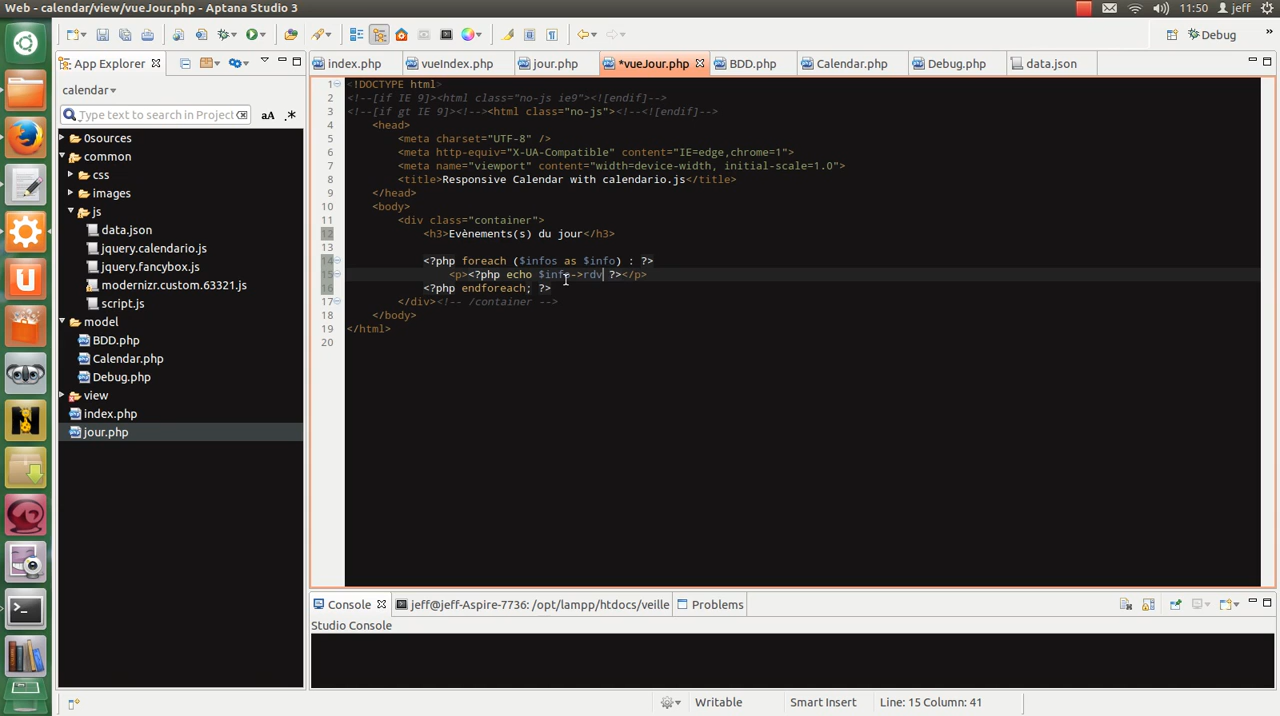 Web - calendar/view/vueJour.php - Aptana Studio 3
11:50
jeff
Debug
App Explorer
calendar
Type text to search in Project
aA
.*
0sources
common
css
images
js
data.json
jquery.calendario.js
jquery.fancybox.js
modernizr.custom.63321.js
script.js
model
BDD.php
Calendar.php
Debug.php
view
index.php
jour.php
index.php
vueIndex.php
jour.php
*vueJour.php
BDD.php
Calendar.php
Debug.php
data.json
1 <!DOCTYPE html>
2 <!--[if IE 9]><html class="no-js ie9"><![endif]-->
3 <!--[if gt IE 9]><!--><html class="no-js"><!--<![endif]-->
4 <head>
5 <meta charset="UTF-8" />
6 <meta http-equiv="X-UA-Compatible" content="IE=edge,chrome=1">
7 <meta name="viewport" content="width=device-width, initial-scale=1.0">
8 <title>Responsive Calendar with calendario.js</title>
9 </head>
10 <body>
11 <div class="container">
12 <h3>Evènements(s) du jour</h3>
13
14 <?php foreach ($infos as $info) : ?>
15 <p><?php echo $info->rdv ?></p>
16 <?php endforeach; ?>
17 </div><!-- /container -->
18 </body>
19 </html>
20
Console
jeff@jeff-Aspire-7736: /opt/lampp/htdocs/veille
Problems
Studio Console
Writable
Smart Insert
Line: 15 Column: 41